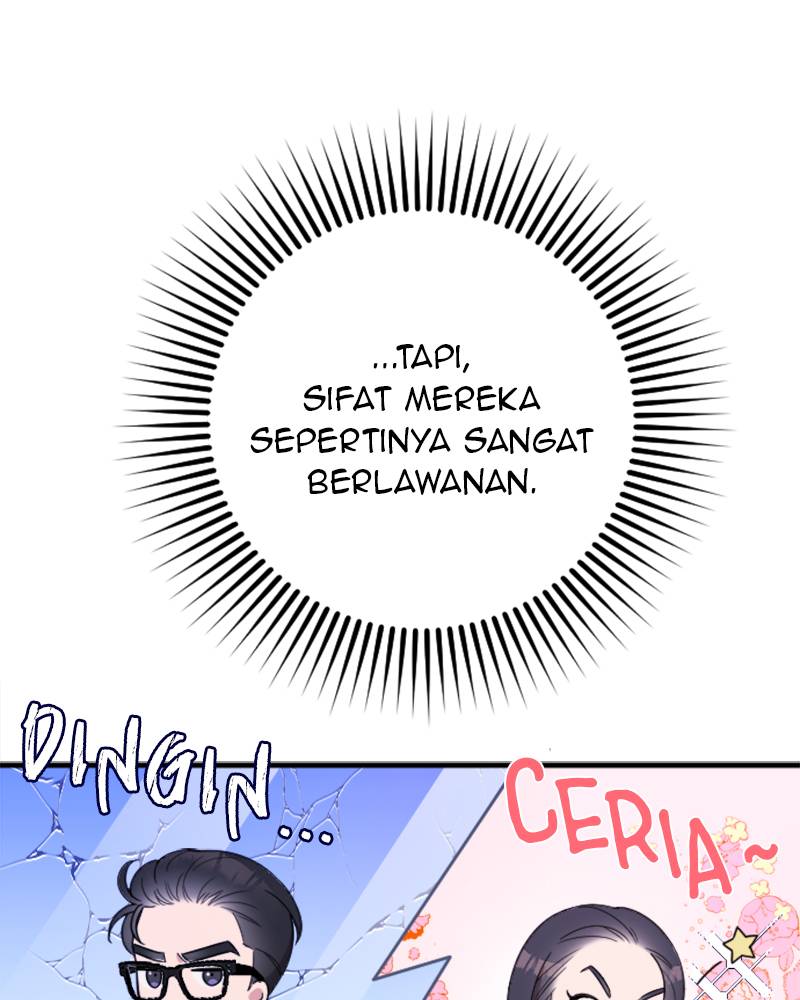 ...TAPI,
SIFAT MEREKA
SEPERTINYA SANGAT
BERLAWANAN.
DINGIN...
CERIA~